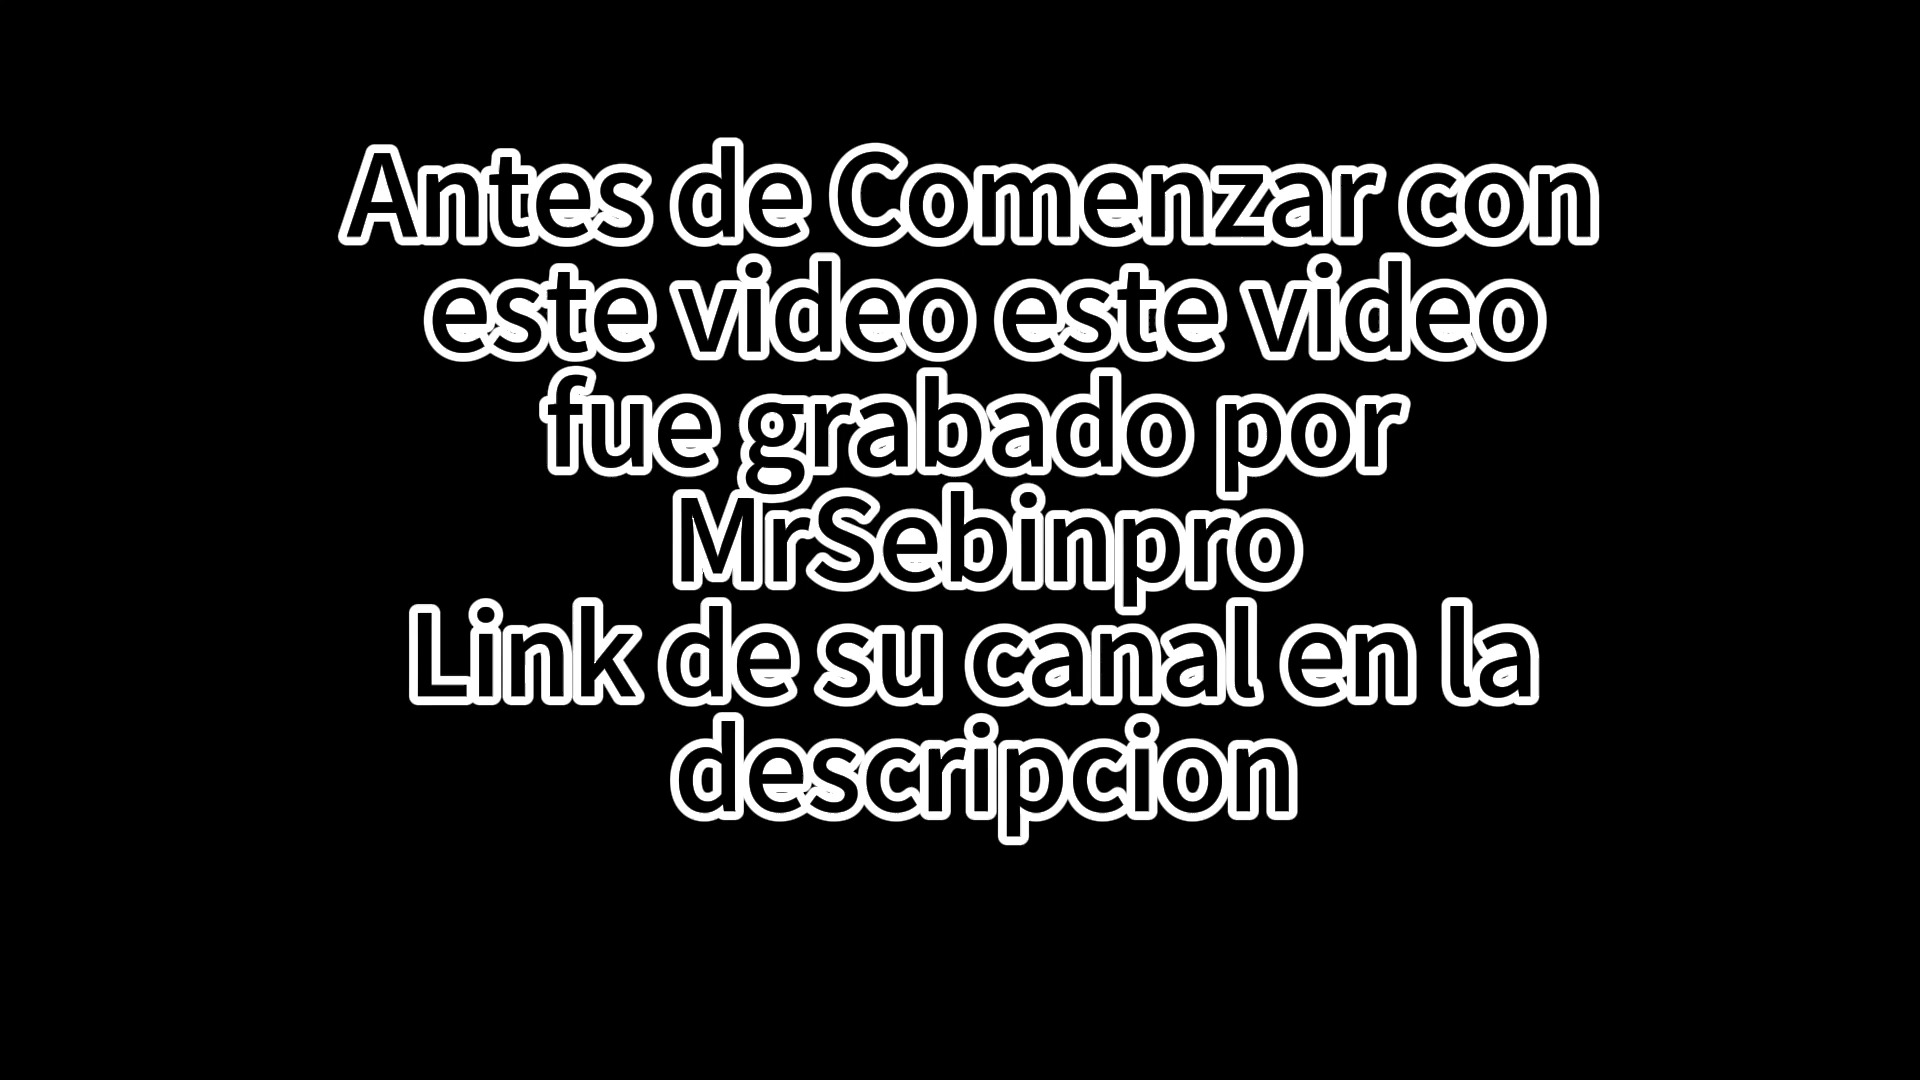 Antes de Comenzar con
este video este video
fue grabado por
MrSebinpro
Link de su canal en la
descripcion